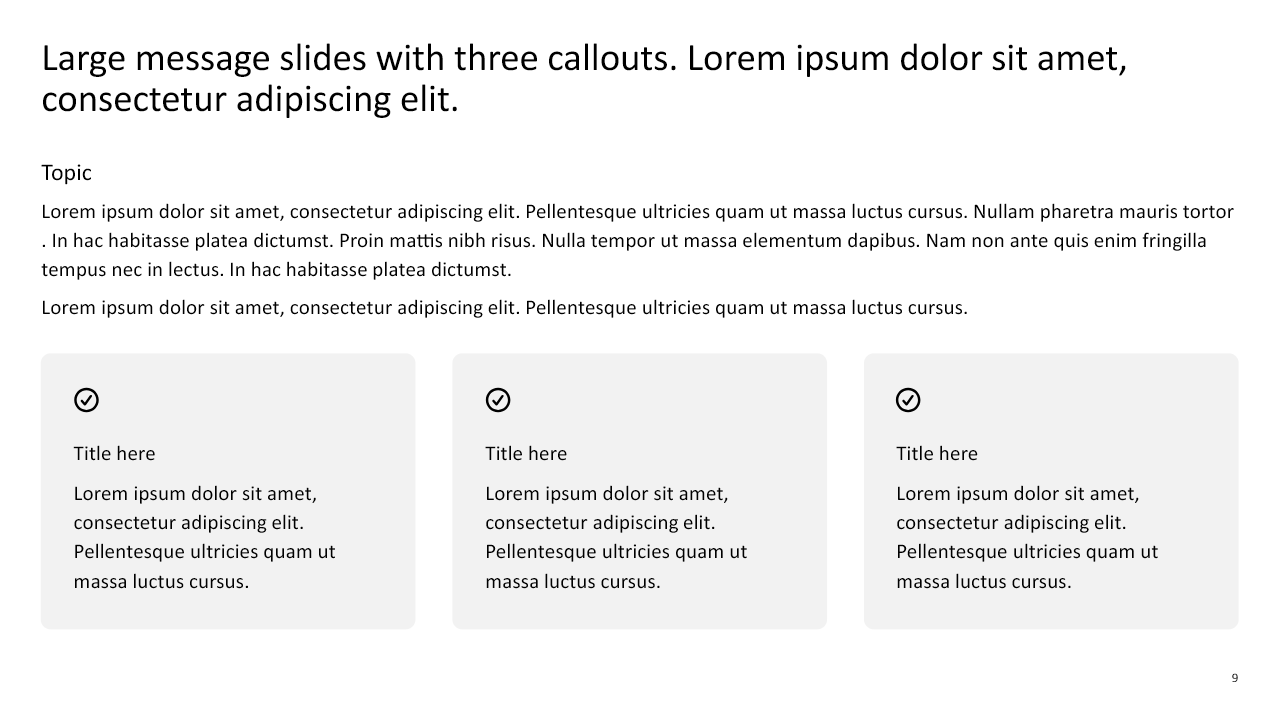 Large message slides with three callouts. Lorem ipsum dolor sit amet,
consectetur adipiscing elit.
Topic
Lorem ipsum dolor sit amet, consectetur adipiscing elit. Pellentesque ultricies quam ut massa luctus cursus. Nullam pharetra mauris tortor
. In hac habitasse platea dictumst. Proin mattis nibh risus. Nulla tempor ut massa elementum dapibus. Nam non ante quis enim fringilla
tempus nec in lectus. In hac habitasse platea dictumst.
Lorem ipsum dolor sit amet, consectetur adipiscing elit. Pellentesque ultricies quam ut massa luctus cursus.
Title here
Lorem ipsum dolor sit amet,
consectetur adipiscing elit.
Pellentesque ultricies quam ut
massa luctus cursus.
Title here
Lorem ipsum dolor sit amet,
consectetur adipiscing elit.
Pellentesque ultricies quam ut
massa luctus cursus.
Title here
Lorem ipsum dolor sit amet,
consectetur adipiscing elit.
Pellentesque ultricies quam ut
massa luctus cursus.
9